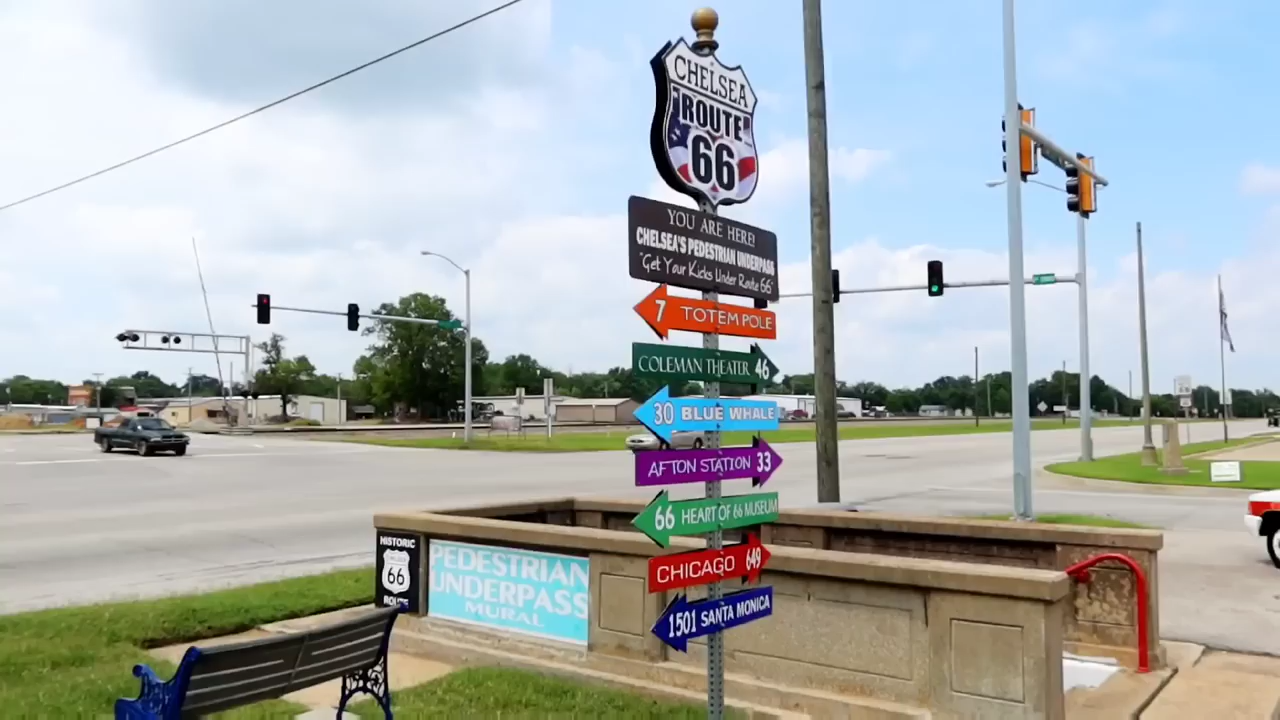 CHELSEA
ROUTE
66
YOU ARE HERE!
CHELSEA'S PEDESTRIAN UNDERPASS
"Get Your Kicks Under Route 66"
7 TOTEM POLE
COLEMAN THEATER 46
30 BLUE WHALE
AFTON STATION 33
66 HEART OF 66 MUSEUM
CHICAGO 649
1501 SANTA MONICA
HISTORIC
66
ROUTE
PEDESTRIAN
UNDERPASS
MURAL